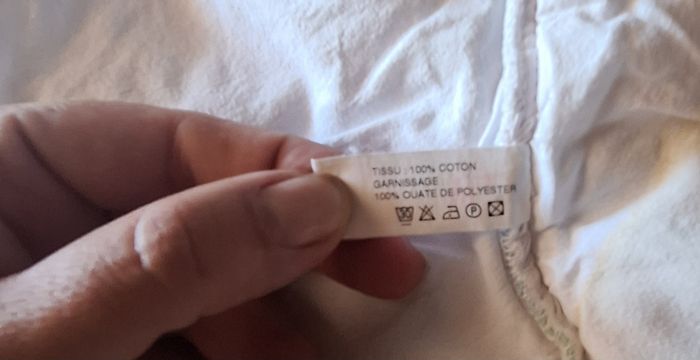 TISSU : 100% COTON
GARNISSAGE :
100% OUATE DE POLYESTER